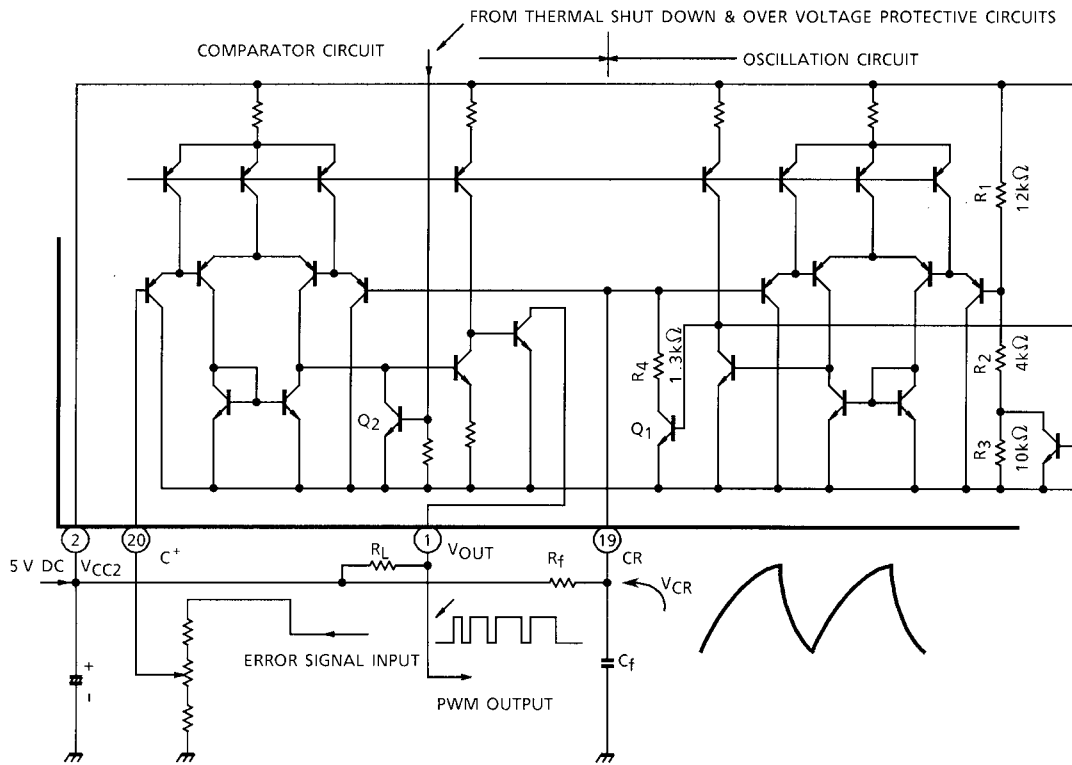 FROM THERMAL SHUT DOWN & OVER VOLTAGE PROTECTIVE CIRCUITS
COMPARATOR CIRCUIT
OSCILLATION CIRCUIT
R1
12kΩ
R4
1.3kΩ
R2
4kΩ
Q2
Q1
R3
10kΩ
2
20
1
19
5 V DC
VCC2
C+
RL
VOUT
Rf
CR
VCR
ERROR SIGNAL INPUT
+
-
Cf
PWM OUTPUT